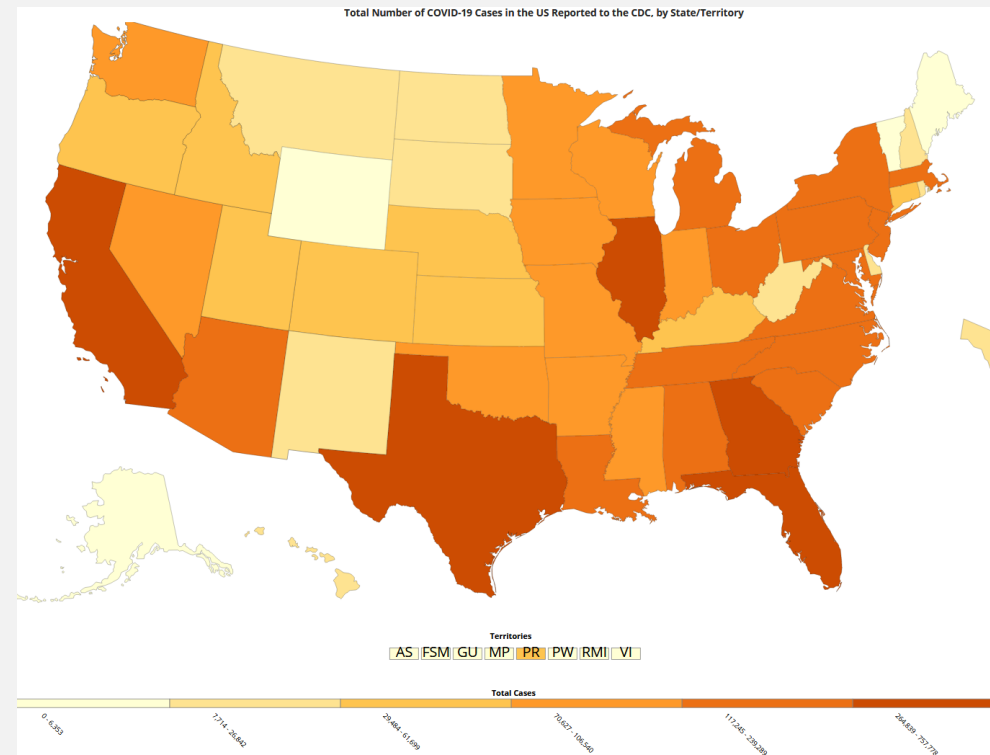 Total Number of COVID-19 Cases in the US Reported to the CDC, by State/Territory
Territories
AS FSM GU MP PR PW RMI VI
Total Cases
0 - 6,353
7,714 - 26,842
29,484 - 61,699
70,627 - 106,540
117,245 - 239,289
264,839 - 757,778